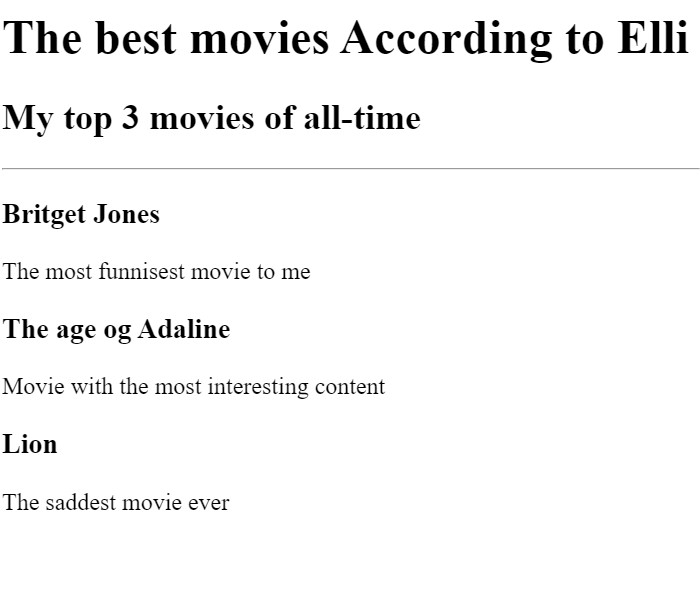 The best movies According to Elli
My top 3 movies of all-time
Britget Jones
The most funnisest movie to me
The age og Adaline
Movie with the most interesting content
Lion
The saddest movie ever